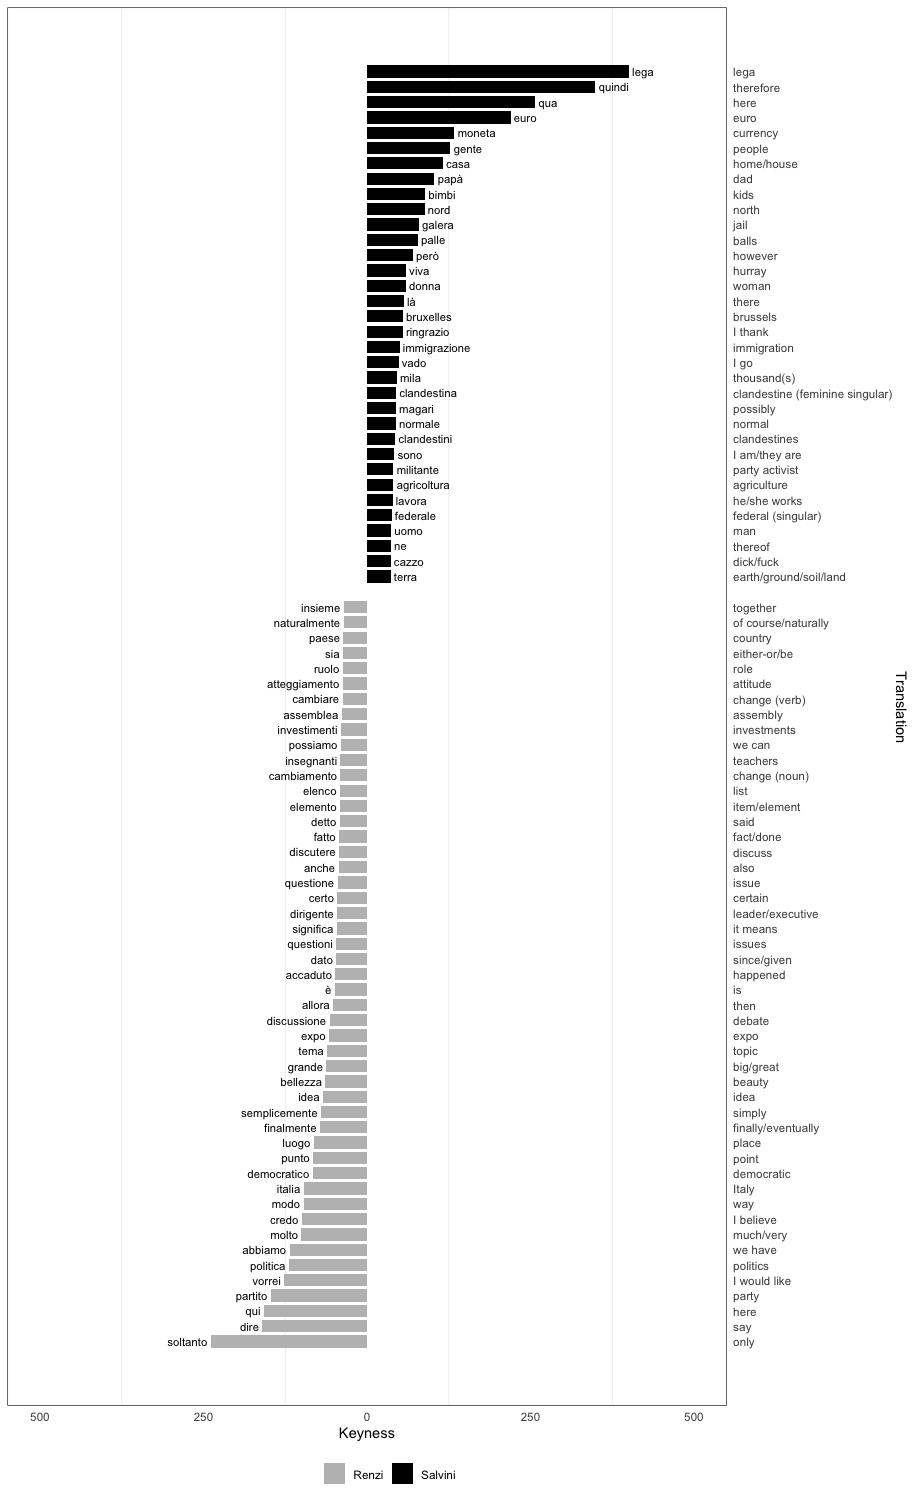 lega lega
quindi therefore
qua here
euro euro
moneta currency
gente people
casa home/house
papà dad
bimbi kids
nord north
galera jail
palle balls
però however
viva hurray
donna woman
là there
bruxelles brussels
ringrazio I thank
immigrazione immigration
vado I go
mila thousand(s)
clandestina clandestine (feminine singular)
magari possibly
normale normal
clandestini clandestines
sono I am/they are
militante party activist
agricoltura agriculture
lavora he/she works
federale federal (singular)
uomo man
ne thereof
cazzo dick/fuck
terra earth/ground/soil/land
insieme together
naturalmente of course/naturally
paese country
sia either-or/be
ruolo role
atteggiamento attitude
cambiare change (verb)
assemblea assembly
investimenti investments
possiamo we can
insegnanti teachers
cambiamento change (noun)
elenco list
elemento item/element
detto said
fatto fact/done
discutere discuss
anche also
questione issue
certo certain
dirigente leader/executive
significa it means
questioni issues
dato since/given
accaduto happened
è is
allora then
discussione debate
expo expo
tema topic
grande big/great
bellezza beauty
idea idea
semplicemente simply
finalmente finally/eventually
luogo place
punto point
democratico democratic
italia Italy
modo way
credo I believe
molto much/very
abbiamo we have
politica politics
vorrei I would like
partito party
qui here
dire say
soltanto only
Translation
500 250 0 250 500
Keyness
Renzi Salvini